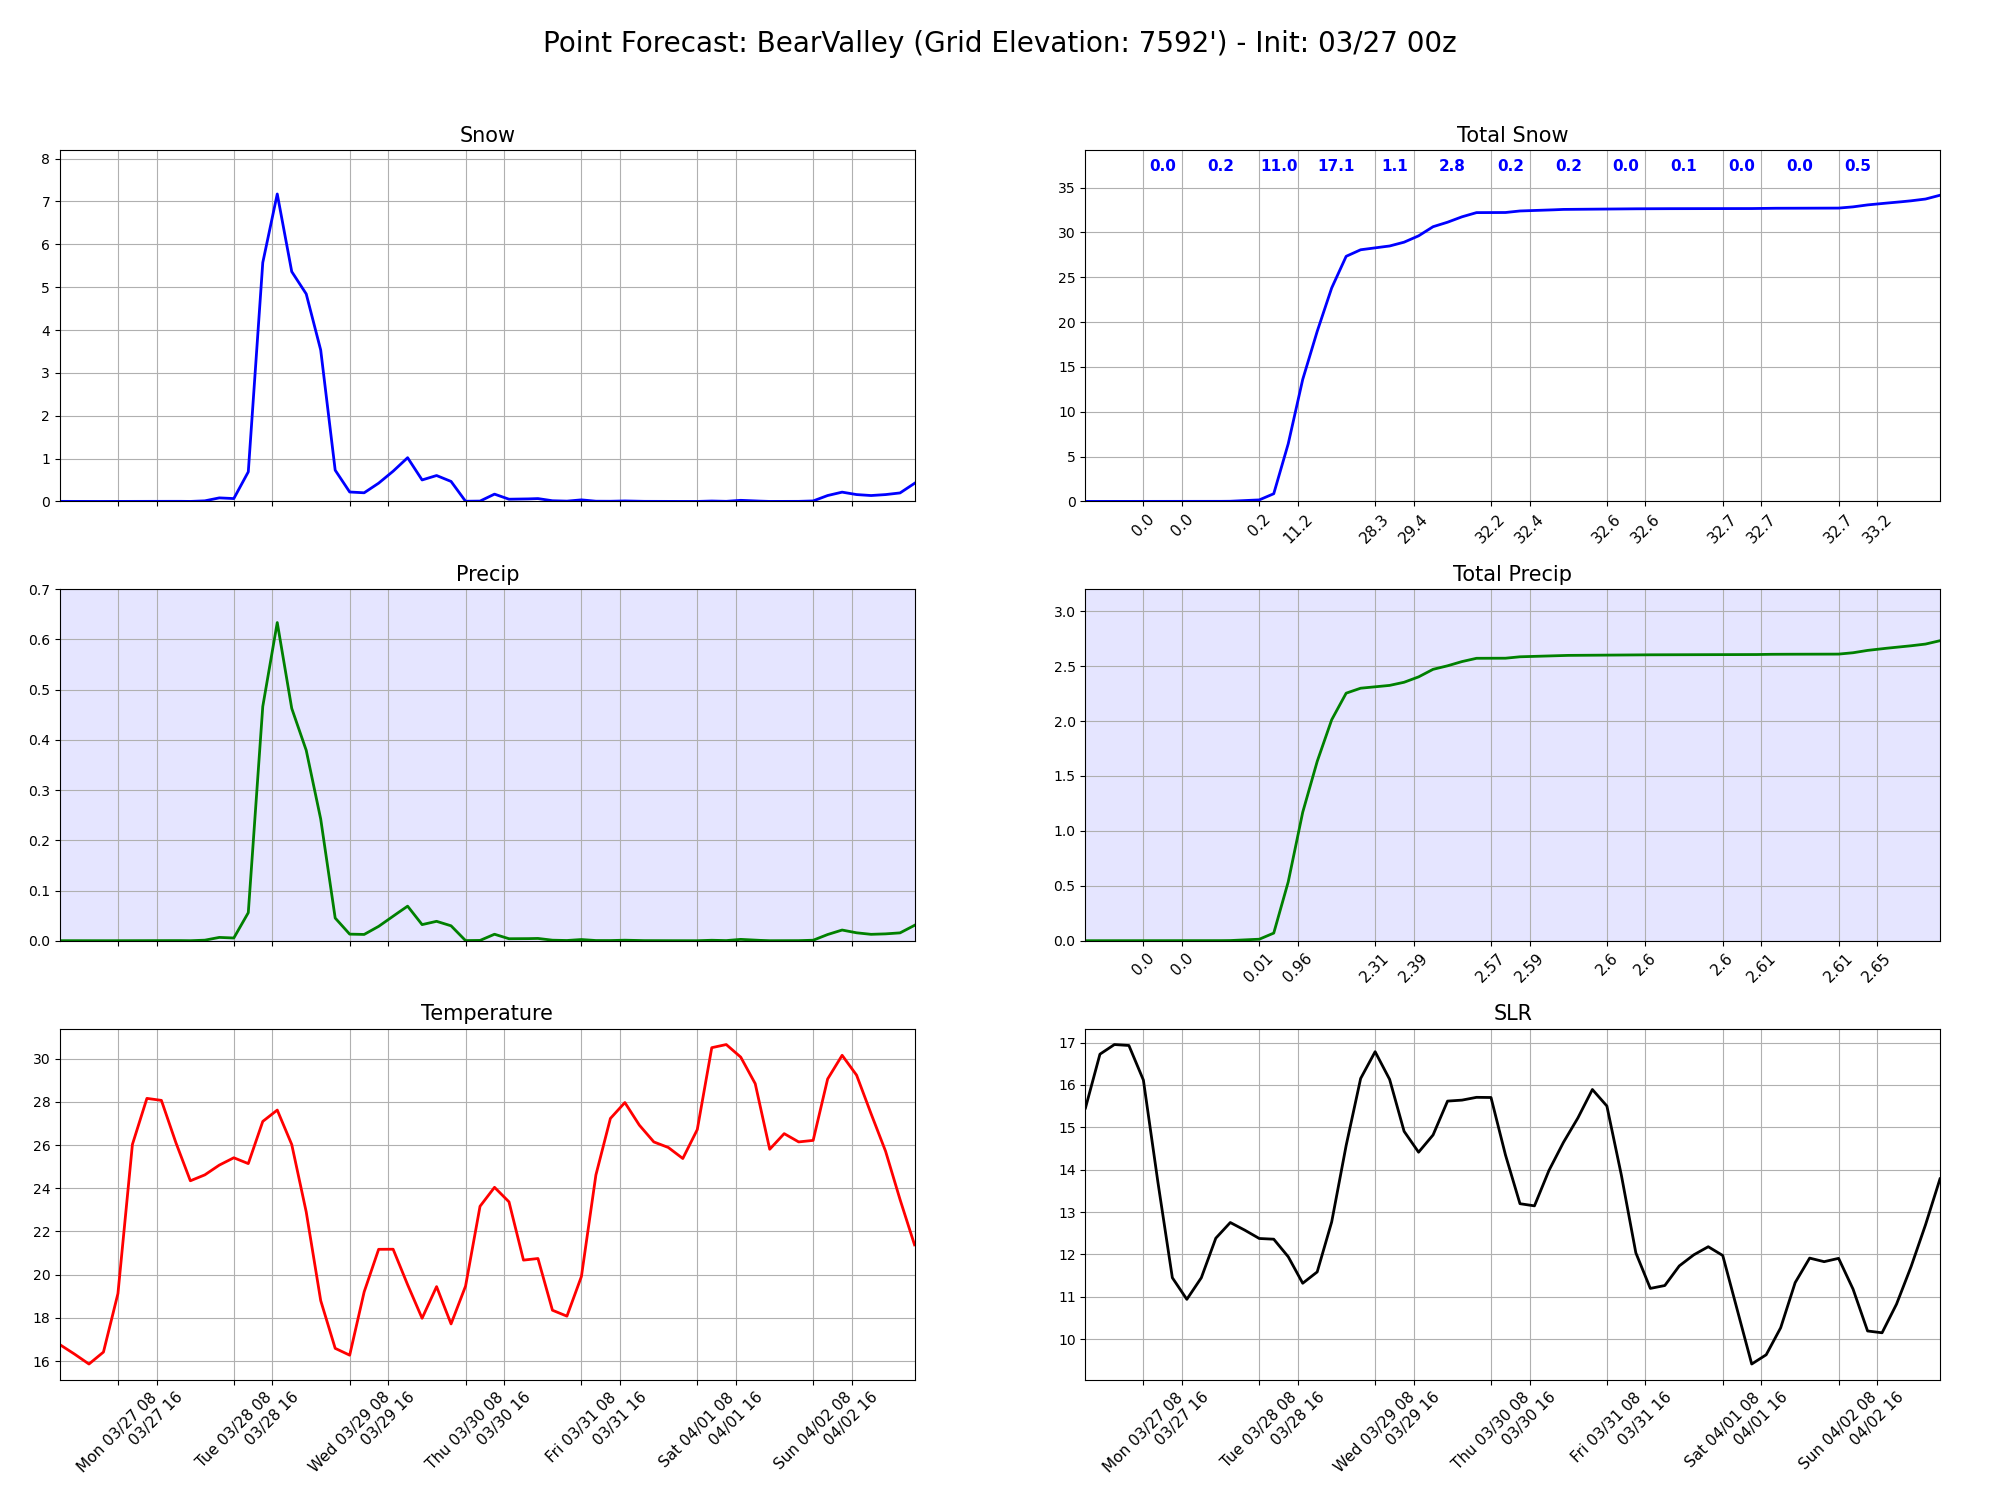 Point Forecast: BearValley (Grid Elevation: 7592') - Init: 03/27 00z
Snow
8
7
6
5
4
3
2
1
0
Total Snow
0.0 0.2 11.0 17.1 1.1 2.8 0.2 0.2 0.0 0.1 0.0 0.0 0.5
35
30
25
20
15
10
5
0
0.0 0.0 0.2 11.2 28.3 29.4 32.2 32.4 32.6 32.6 32.7 32.7 32.7 33.2
Precip
0.7
0.6
0.5
0.4
0.3
0.2
0.1
0.0
Total Precip
3.0
2.5
2.0
1.5
1.0
0.5
0.0
0.0 0.0 0.01 0.96 2.31 2.39 2.57 2.59 2.6 2.6 2.6 2.61 2.61 2.65
Temperature
30
28
26
24
22
20
18
16
Mon 03/27 08
03/27 16
Tue 03/28 08
03/28 16
Wed 03/29 08
03/29 16
Thu 03/30 08
03/30 16
Fri 03/31 08
03/31 16
Sat 04/01 08
04/01 16
Sun 04/02 08
04/02 16
SLR
17
16
15
14
13
12
11
10
Mon 03/27 08
03/27 16
Tue 03/28 08
03/28 16
Wed 03/29 08
03/29 16
Thu 03/30 08
03/30 16
Fri 03/31 08
03/31 16
Sat 04/01 08
04/01 16
Sun 04/02 08
04/02 16